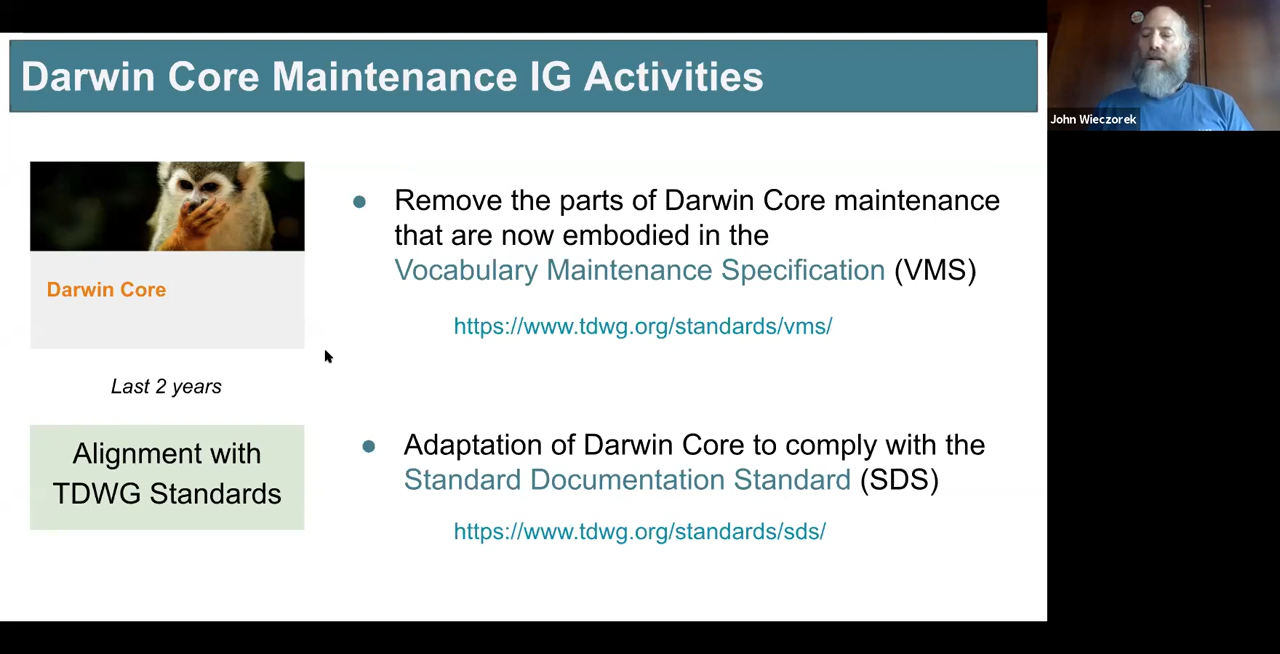 Darwin Core Maintenance IG Activities
John Wieczorek
Darwin Core
Last 2 years
Alignment with
TDWG Standards
● Remove the parts of Darwin Core maintenance
that are now embodied in the
Vocabulary Maintenance Specification (VMS)
https://www.tdwg.org/standards/vms/
● Adaptation of Darwin Core to comply with the
Standard Documentation Standard (SDS)
https://www.tdwg.org/standards/sds/